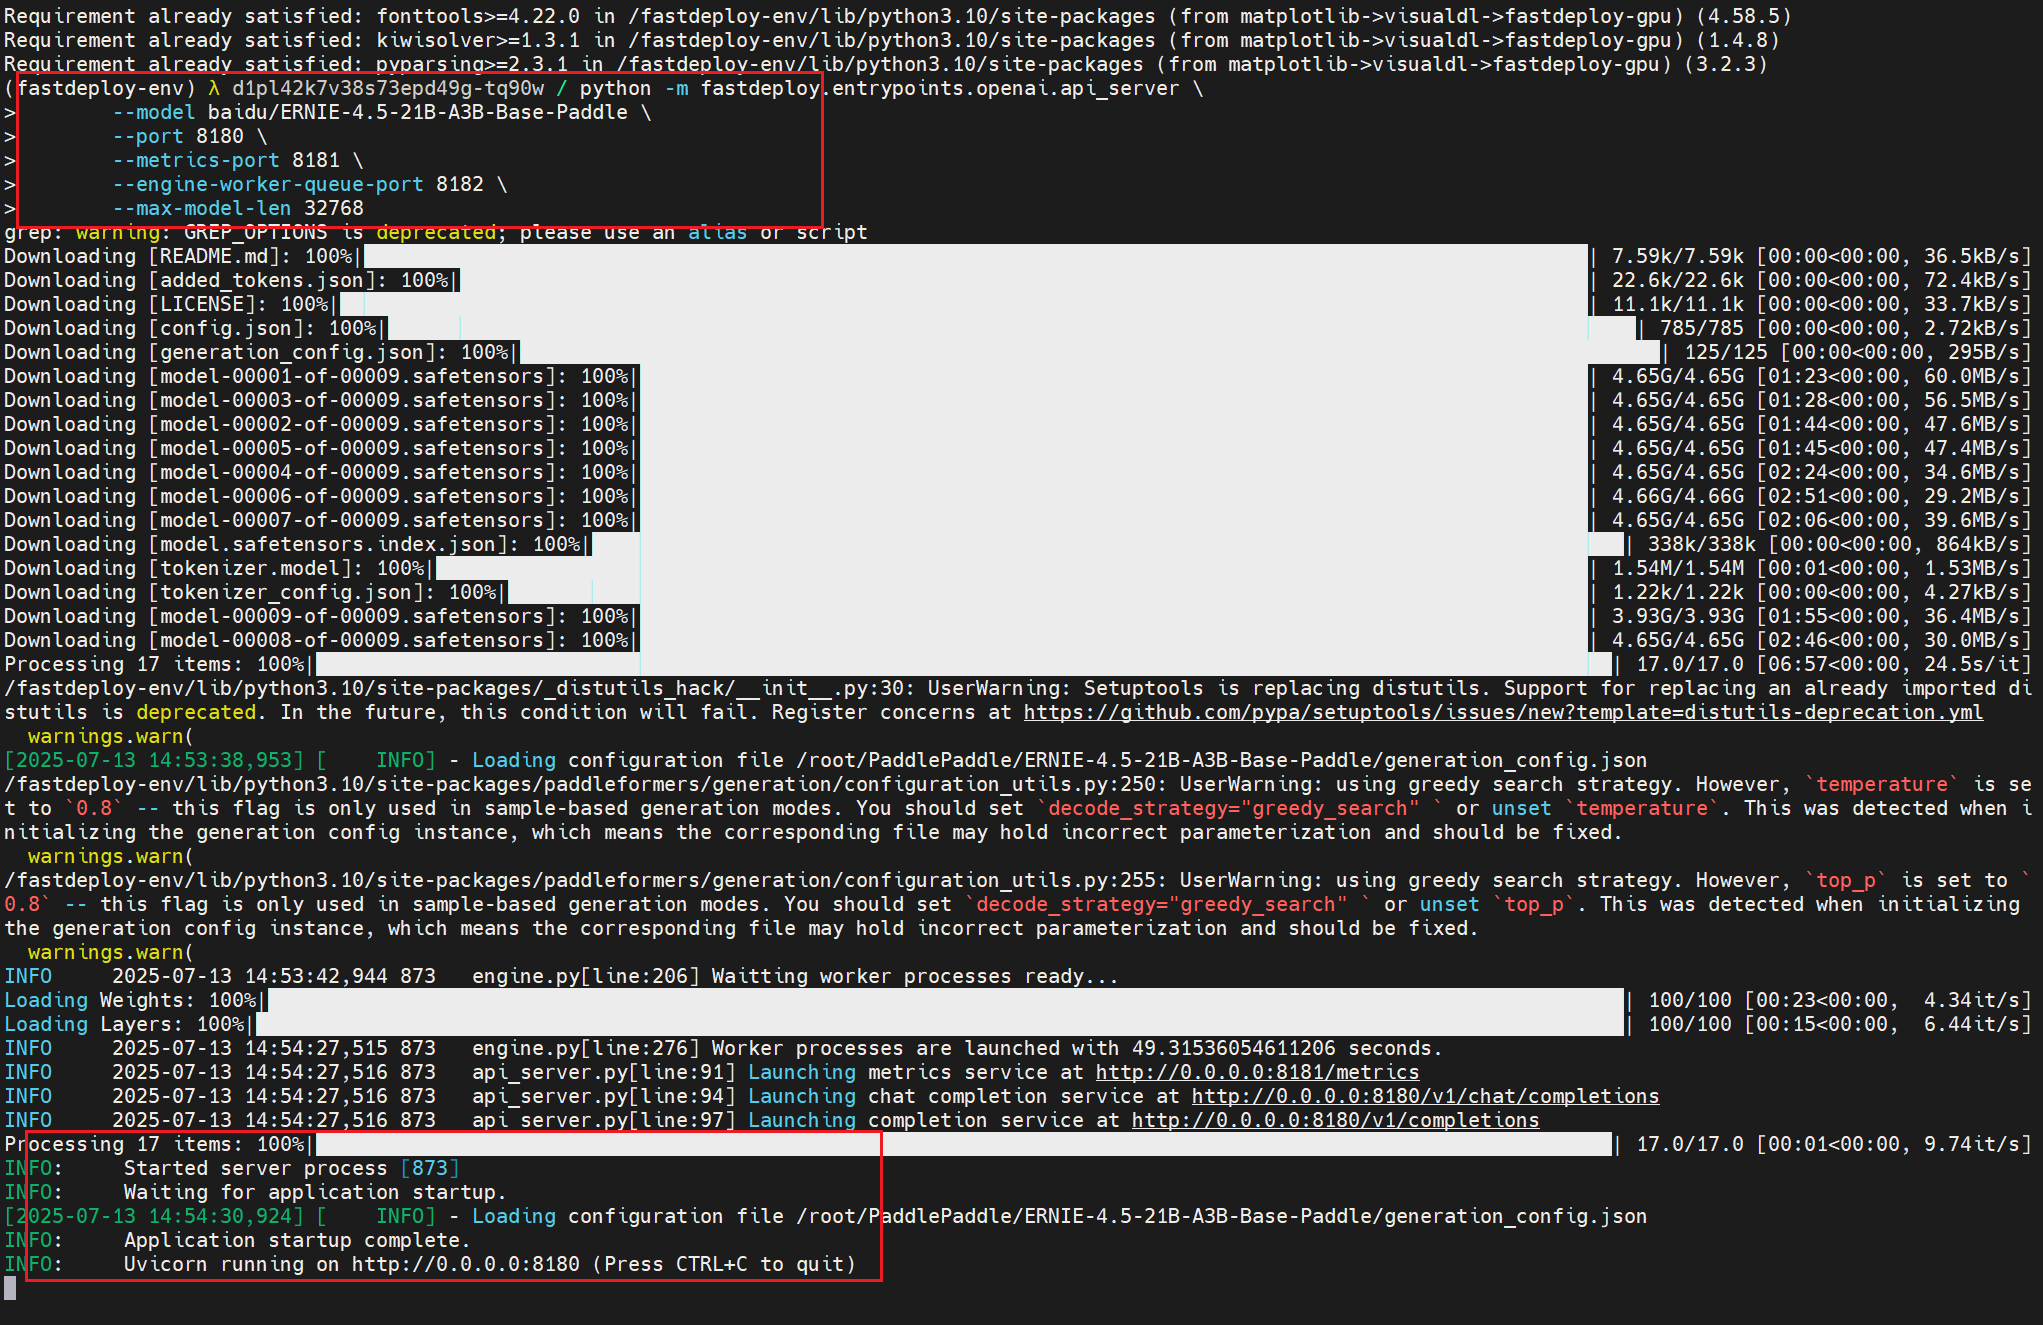 Requirement already satisfied: fonttools>=4.22.0 in /fastdeploy-env/lib/python3.10/site-packages (from matplotlib->visualdl->fastdeploy-gpu) (4.58.5)
Requirement already satisfied: kiwisolver>=1.3.1 in /fastdeploy-env/lib/python3.10/site-packages (from matplotlib->visualdl->fastdeploy-gpu) (1.4.8)
Requirement already satisfied: pyparsing>=2.3.1 in /fastdeploy-env/lib/python3.10/site-packages (from matplotlib->visualdl->fastdeploy-gpu) (3.2.3)
(fastdeploy-env) λ d1pl42k7v38s73epd49g-tq90w / python -m fastdeploy.entrypoints.openai.api_server \
>        --model baidu/ERNIE-4.5-21B-A3B-Base-Paddle \
>        --port 8180 \
>        --metrics-port 8181 \
>        --engine-worker-queue-port 8182 \
>        --max-model-len 32768
grep: warning: GREP_OPTIONS is deprecated; please use an alias or script
Downloading [README.md]: 100%| | 7.59k/7.59k [00:00<00:00, 36.5kB/s]
Downloading [added_tokens.json]: 100%| | 22.6k/22.6k [00:00<00:00, 72.4kB/s]
Downloading [LICENSE]: 100%| | 11.1k/11.1k [00:00<00:00, 33.7kB/s]
Downloading [config.json]: 100%| | 785/785 [00:00<00:00, 2.72kB/s]
Downloading [generation_config.json]: 100%| | 125/125 [00:00<00:00, 295B/s]
Downloading [model-00001-of-00009.safetensors]: 100%| | 4.65G/4.65G [01:23<00:00, 60.0MB/s]
Downloading [model-00003-of-00009.safetensors]: 100%| | 4.65G/4.65G [01:28<00:00, 56.5MB/s]
Downloading [model-00002-of-00009.safetensors]: 100%| | 4.65G/4.65G [01:44<00:00, 47.6MB/s]
Downloading [model-00005-of-00009.safetensors]: 100%| | 4.65G/4.65G [01:45<00:00, 47.4MB/s]
Downloading [model-00004-of-00009.safetensors]: 100%| | 4.65G/4.65G [02:24<00:00, 34.6MB/s]
Downloading [model-00006-of-00009.safetensors]: 100%| | 4.66G/4.66G [02:51<00:00, 29.2MB/s]
Downloading [model-00007-of-00009.safetensors]: 100%| | 4.65G/4.65G [02:06<00:00, 39.6MB/s]
Downloading [model.safetensors.index.json]: 100%| | 338k/338k [00:00<00:00, 864kB/s]
Downloading [tokenizer.model]: 100%| | 1.54M/1.54M [00:01<00:00, 1.53MB/s]
Downloading [tokenizer_config.json]: 100%| | 1.22k/1.22k [00:00<00:00, 4.27kB/s]
Downloading [model-00009-of-00009.safetensors]: 100%| | 3.93G/3.93G [01:55<00:00, 36.4MB/s]
Downloading [model-00008-of-00009.safetensors]: 100%| | 4.65G/4.65G [02:46<00:00, 30.0MB/s]
Processing 17 items: 100%| | 17.0/17.0 [06:57<00:00, 24.5s/it]
/fastdeploy-env/lib/python3.10/site-packages/_distutils_hack/__init__.py:30: UserWarning: Setuptools is replacing distutils. Support for replacing an already imported di
stutils is deprecated. In the future, this condition will fail. Register concerns at https://github.com/pypa/setuptools/issues/new?template=distutils-deprecation.yml
  warnings.warn(
[2025-07-13 14:53:38,953] [    INFO] - Loading configuration file /root/PaddlePaddle/ERNIE-4.5-21B-A3B-Base-Paddle/generation_config.json
/fastdeploy-env/lib/python3.10/site-packages/paddleformers/generation/configuration_utils.py:250: UserWarning: using greedy search strategy. However, `temperature` is se
t to `0.8` -- this flag is only used in sample-based generation modes. You should set `decode_strategy="greedy_search" ` or unset `temperature`. This was detected when i
nitializing the generation config instance, which means the corresponding file may hold incorrect parameterization and should be fixed.
  warnings.warn(
/fastdeploy-env/lib/python3.10/site-packages/paddleformers/generation/configuration_utils.py:255: UserWarning: using greedy search strategy. However, `top_p` is set to `
0.8` -- this flag is only used in sample-based generation modes. You should set `decode_strategy="greedy_search" ` or unset `top_p`. This was detected when initializing
the generation config instance, which means the corresponding file may hold incorrect parameterization and should be fixed.
  warnings.warn(
INFO     2025-07-13 14:53:42,944 873   engine.py[line:206] Waitting worker processes ready...
Loading Weights: 100%| | 100/100 [00:23<00:00,  4.34it/s]
Loading Layers: 100%| | 100/100 [00:15<00:00,  6.44it/s]
INFO     2025-07-13 14:54:27,515 873   engine.py[line:276] Worker processes are launched with 49.31536054611206 seconds.
INFO     2025-07-13 14:54:27,516 873   api_server.py[line:91] Launching metrics service at http://0.0.0.0:8181/metrics
INFO     2025-07-13 14:54:27,516 873   api_server.py[line:94] Launching chat completion service at http://0.0.0.0:8180/v1/chat/completions
INFO     2025-07-13 14:54:27,516 873   api_server.py[line:97] Launching completion service at http://0.0.0.0:8180/v1/completions
Processing 17 items: 100%| | 17.0/17.0 [00:01<00:00, 9.74it/s]
INFO:     Started server process [873]
INFO:     Waiting for application startup.
[2025-07-13 14:54:30,924] [    INFO] - Loading configuration file /root/PaddlePaddle/ERNIE-4.5-21B-A3B-Base-Paddle/generation_config.json
INFO:     Application startup complete.
INFO:     Uvicorn running on http://0.0.0.0:8180 (Press CTRL+C to quit)